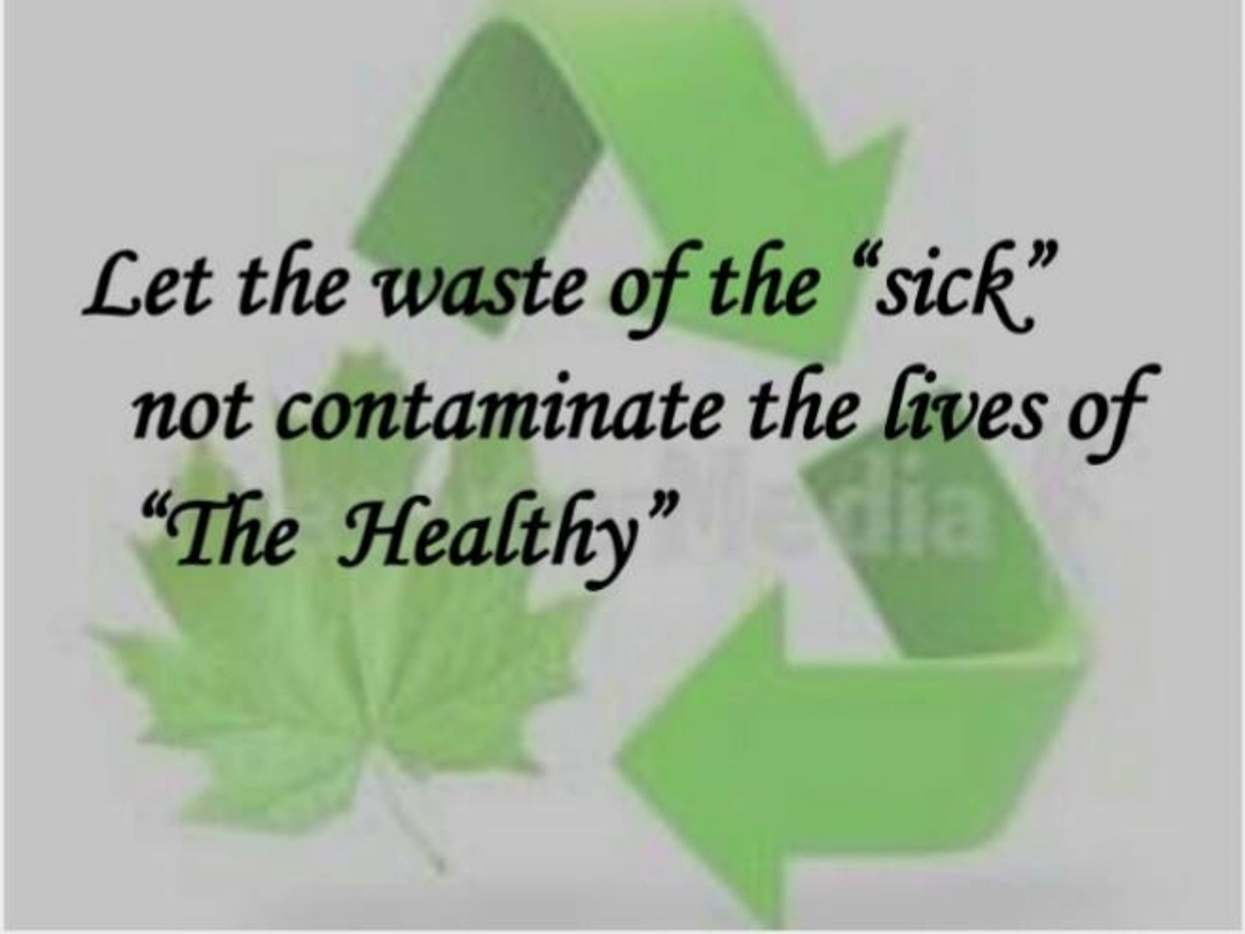 Let the waste of the “sick”
not contaminate the lives of
“The Healthy”